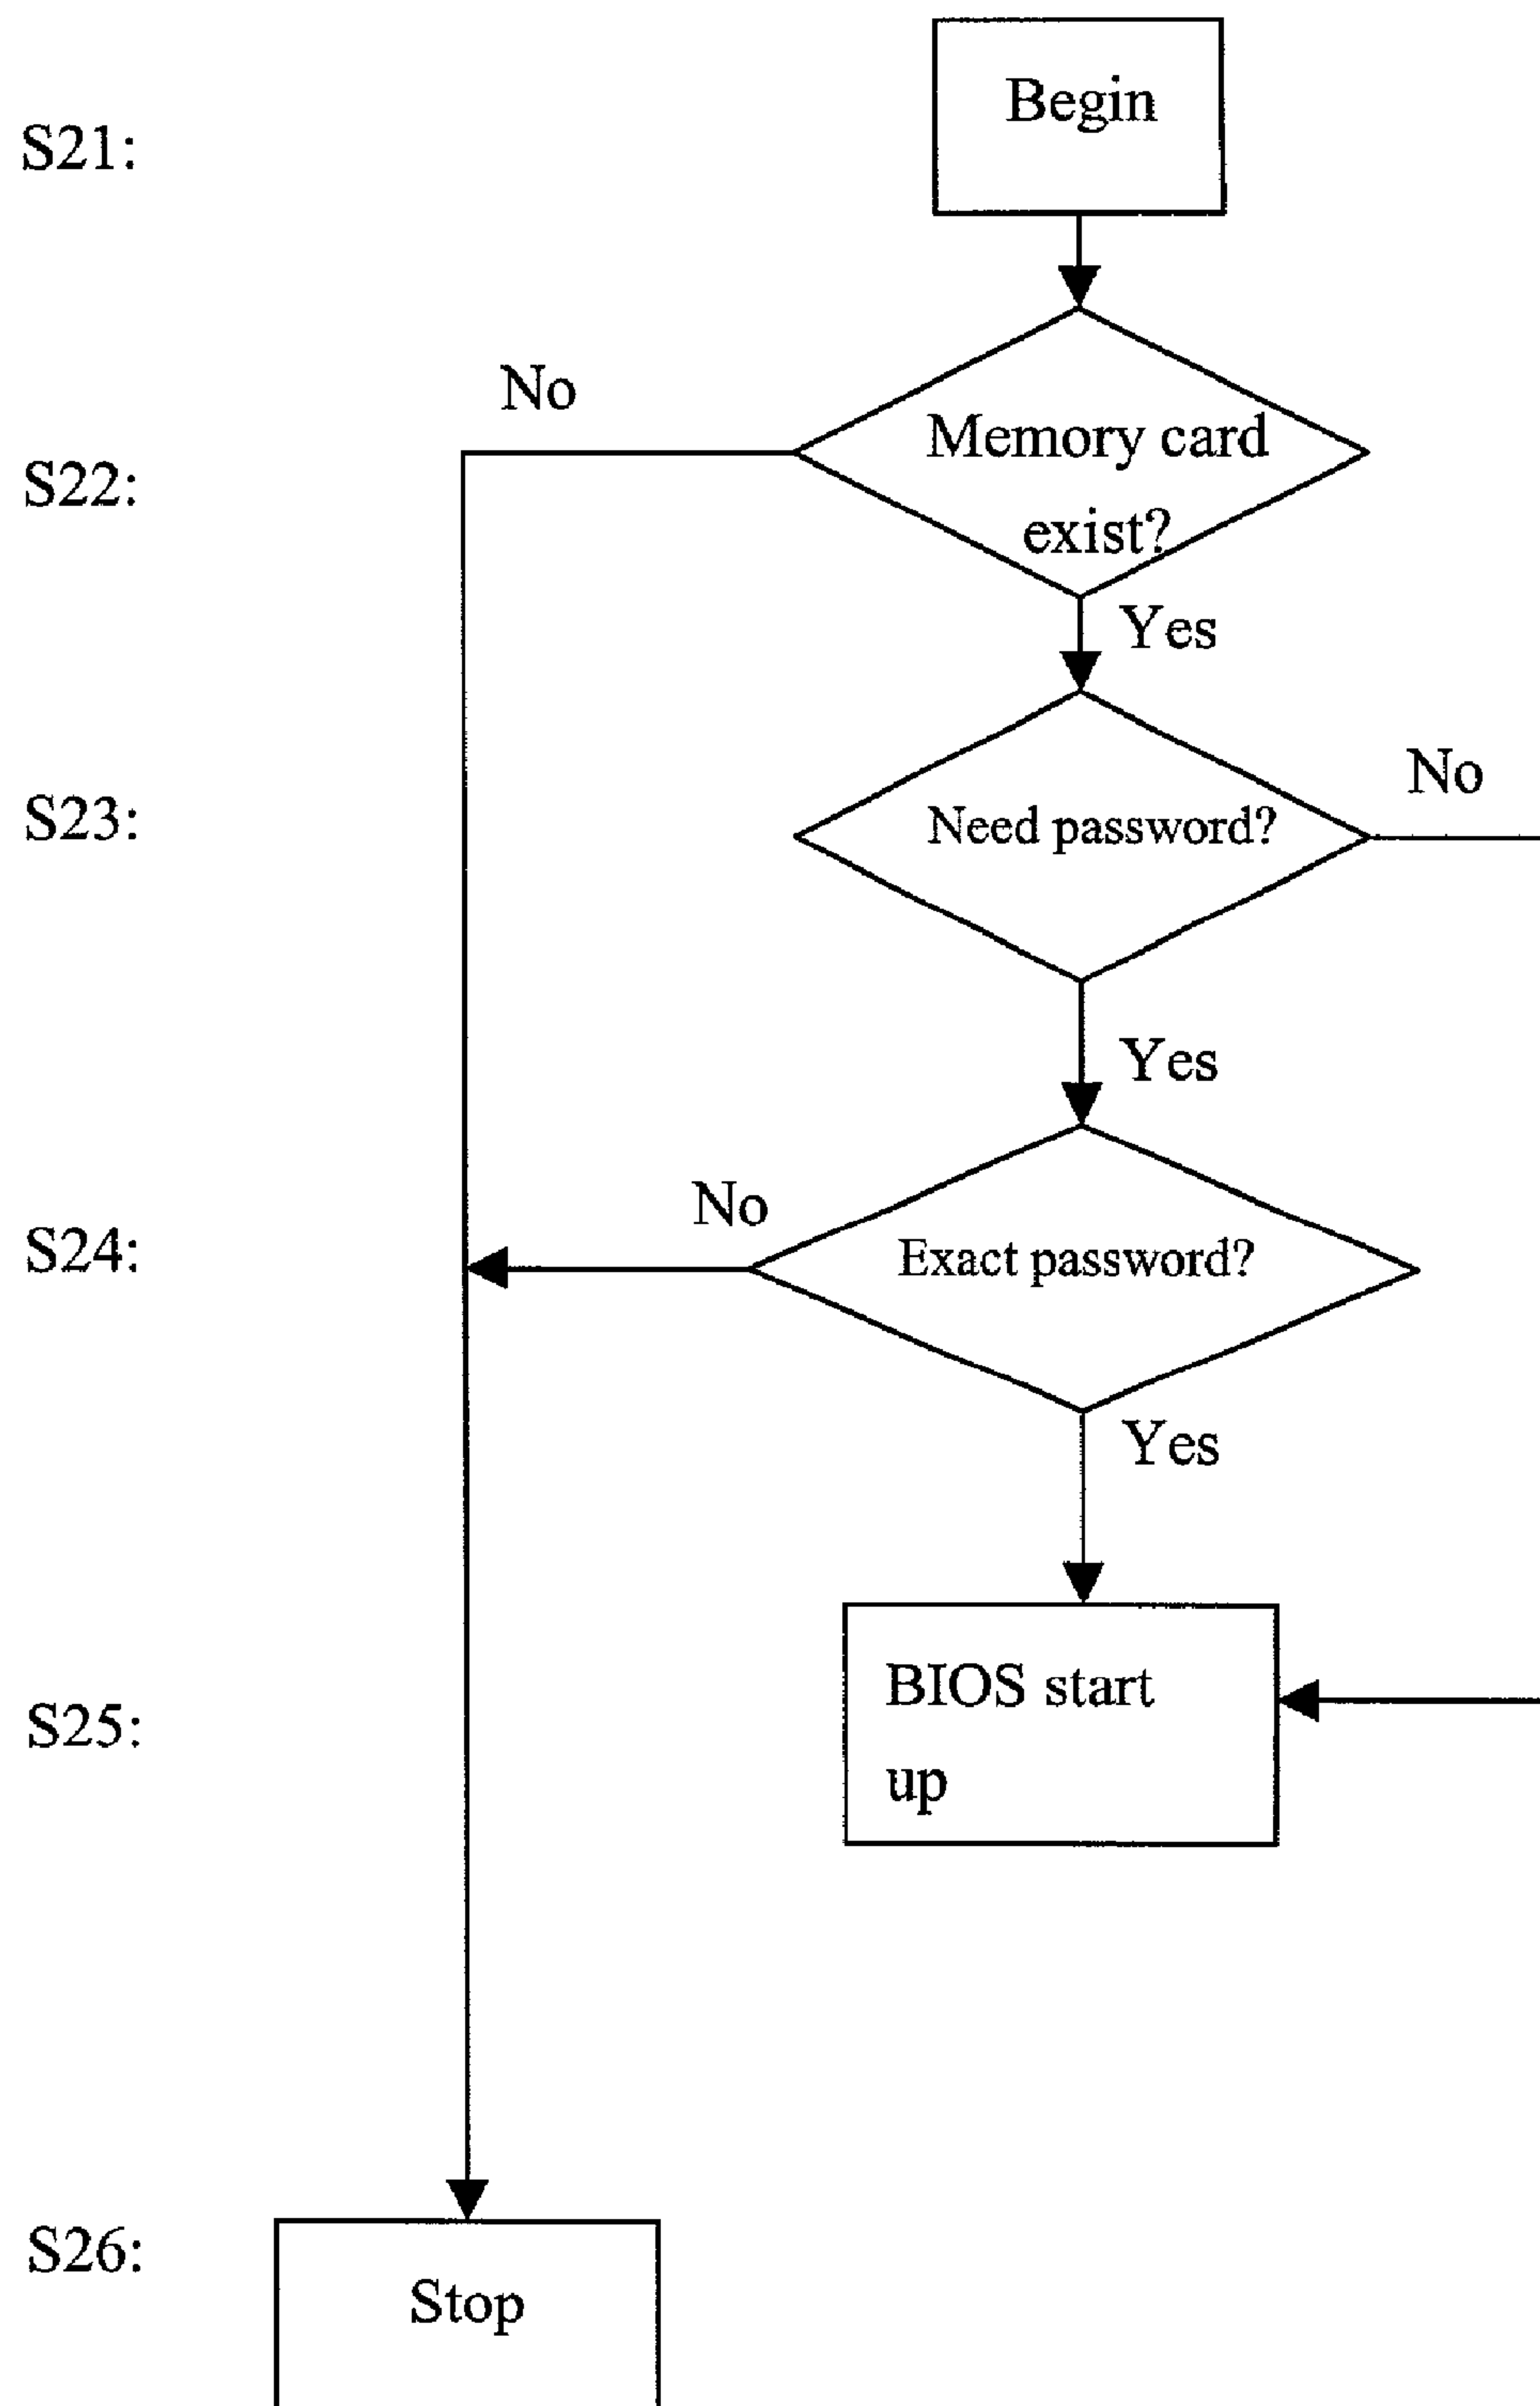 S21:
Begin
No
S22:
Memory card
exist?
Yes
S23:
Need password?
No
Yes
S24:
No
Exact password?
Yes
S25:
BIOS start
up
S26:
Stop